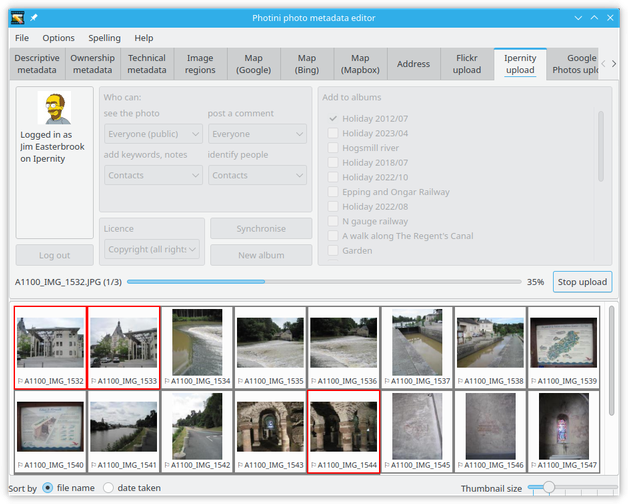 Photini photo metadata editor
File Options Spelling Help
Descriptive metadata
Ownership metadata
Technical metadata
Image regions
Map (Google)
Map (Bing)
Map (Mapbox)
Address
Flickr upload
Ipernity upload
Google Photos uplo
Logged in as
Jim Easterbrook
on Ipernity
Log out
Who can:
see the photo
post a comment
Everyone (public)
Everyone
add keywords, notes
identify people
Contacts
Contacts
Licence
Copyright (all rights
Synchronise
New album
Add to albums
Holiday 2012/07
Holiday 2023/04
Hogsmill river
Holiday 2018/07
Holiday 2022/10
Epping and Ongar Railway
Holiday 2022/08
N gauge railway
A walk along The Regent's Canal
Garden
A1100_IMG_1532.JPG (1/3)
35%
Stop upload
A1100_IMG_1532
A1100_IMG_1533
A1100_IMG_1534
A1100_IMG_1535
A1100_IMG_1536
A1100_IMG_1537
A1100_IMG_1538
A1100_IMG_1539
A1100_IMG_1540
A1100_IMG_1541
A1100_IMG_1542
A1100_IMG_1543
A1100_IMG_1544
A1100_IMG_1545
A1100_IMG_1546
A1100_IMG_1547
Sort by file name date taken
Thumbnail size